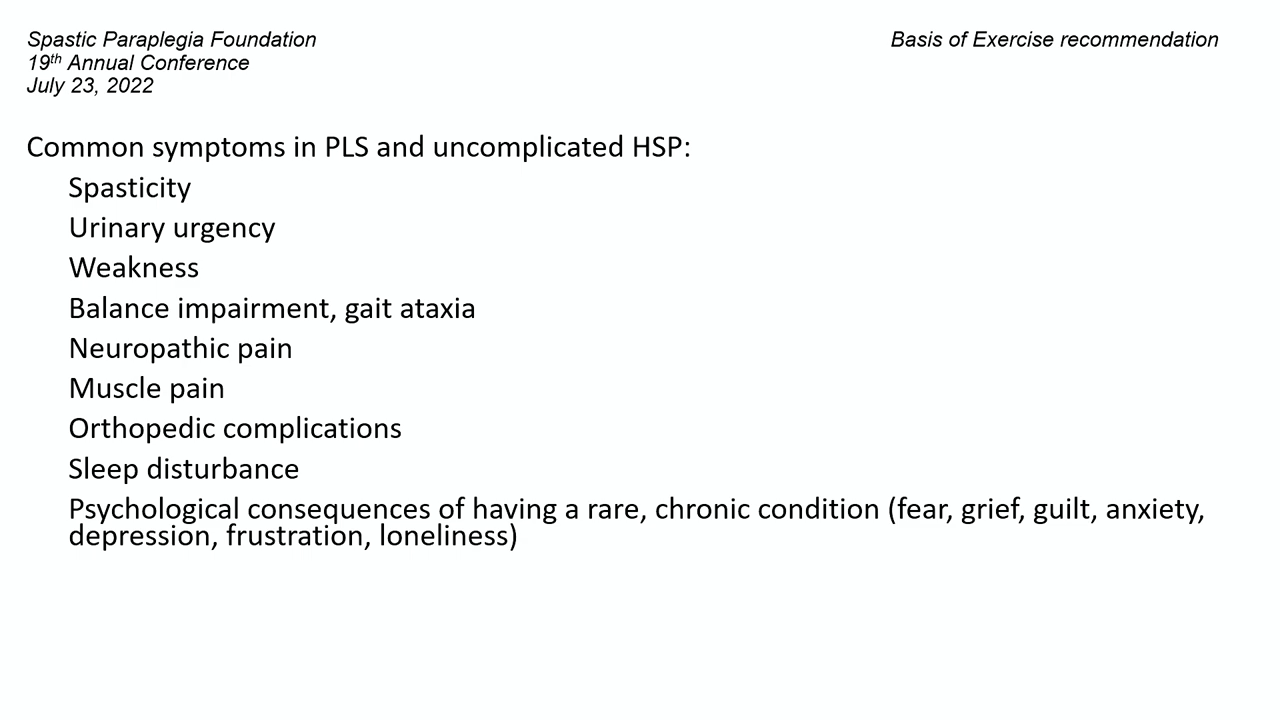 Spastic Paraplegia Foundation
19th Annual Conference
July 23, 2022
Basis of Exercise recommendation
Common symptoms in PLS and uncomplicated HSP:
Spasticity
Urinary urgency
Weakness
Balance impairment, gait ataxia
Neuropathic pain
Muscle pain
Orthopedic complications
Sleep disturbance
Psychological consequences of having a rare, chronic condition (fear, grief, guilt, anxiety,
depression, frustration, loneliness)